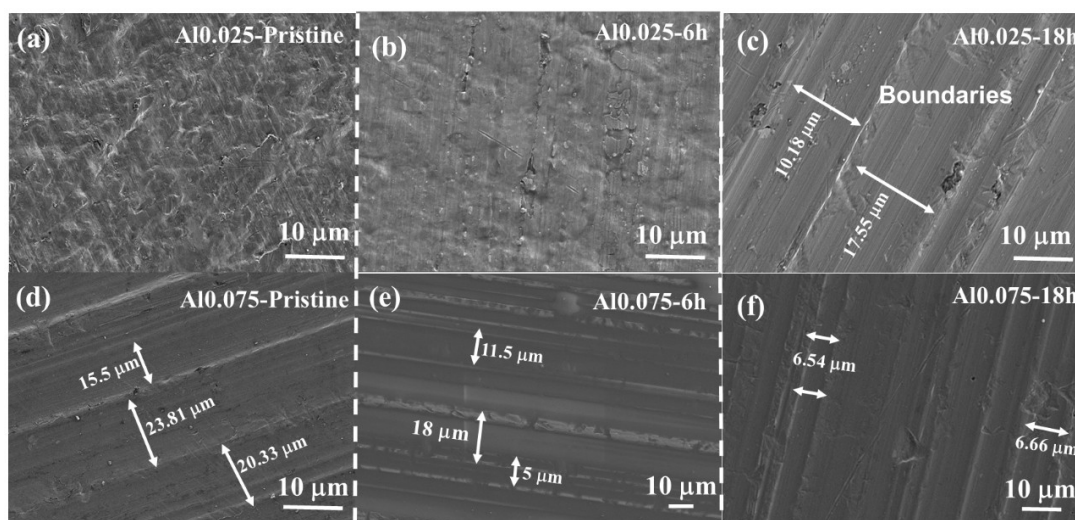 (a)
Al0.025-Pristine
10 μm
(b)
Al0.025-6h
10 μm
(c)
Al0.025-18h
Boundaries
10.18 μm
17.55 μm
10 μm
(d)
Al0.075-Pristine
15.5 μm
23.81 μm
20.33 μm
10 μm
(e)
Al0.075-6h
11.5 μm
18 μm
5 μm
10 μm
(f)
Al0.075-18h
6.54 μm
6.66 μm
10 μm